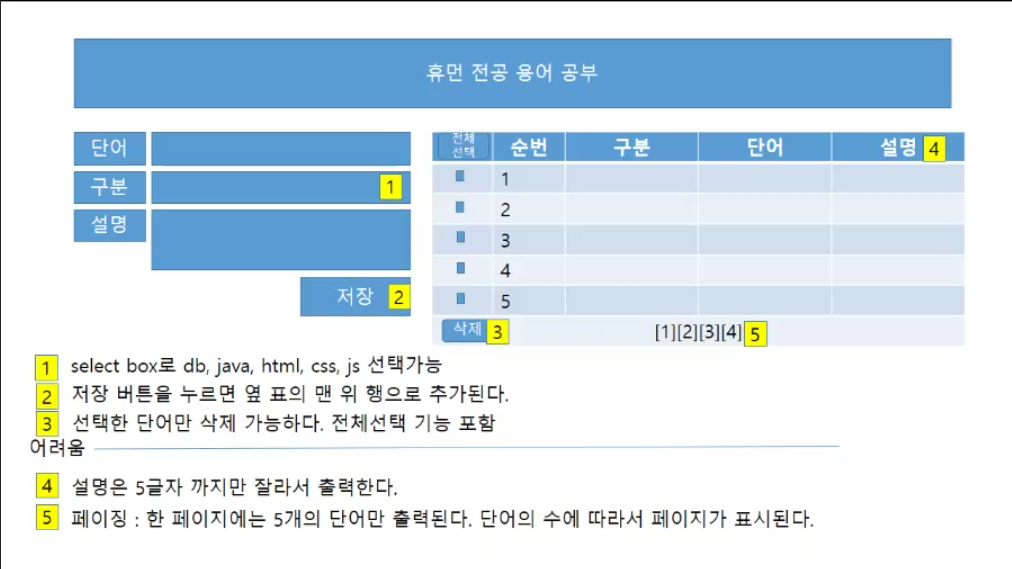 휴먼 전공 용어 공부
단어
구분 1
설명
저장 2
전체 선택 순번 구분 단어 설명 4
1
2
3
4
5
삭제 3 [1][2][3][4] 5
1 select box로 db, java, html, css, js 선택가능
2 저장 버튼을 누르면 옆 표의 맨 위 행으로 추가된다.
3 선택한 단어만 삭제 가능하다. 전체선택 기능 포함
어려움
4 설명은 5글자 까지만 잘라서 출력한다.
5 페이징 : 한 페이지에는 5개의 단어만 출력된다. 단어의 수에 따라서 페이지가 표시된다.